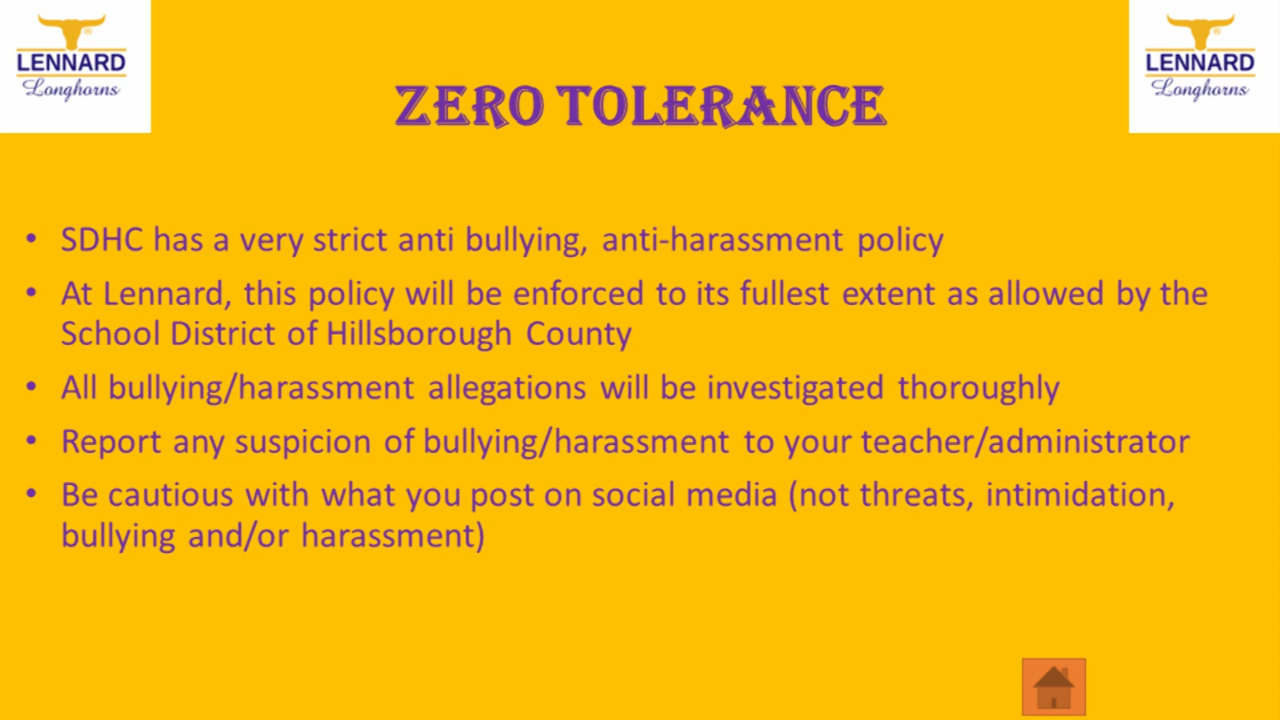 LENNARD
Longhorns
LENNARD
Longhorns
ZERO TOLERANCE
• SDHC has a very strict anti bullying, anti-harassment policy
• At Lennard, this policy will be enforced to its fullest extent as allowed by the
School District of Hillsborough County
• All bullying/harassment allegations will be investigated thoroughly
• Report any suspicion of bullying/harassment to your teacher/administrator
• Be cautious with what you post on social media (not threats, intimidation,
bullying and/or harassment)